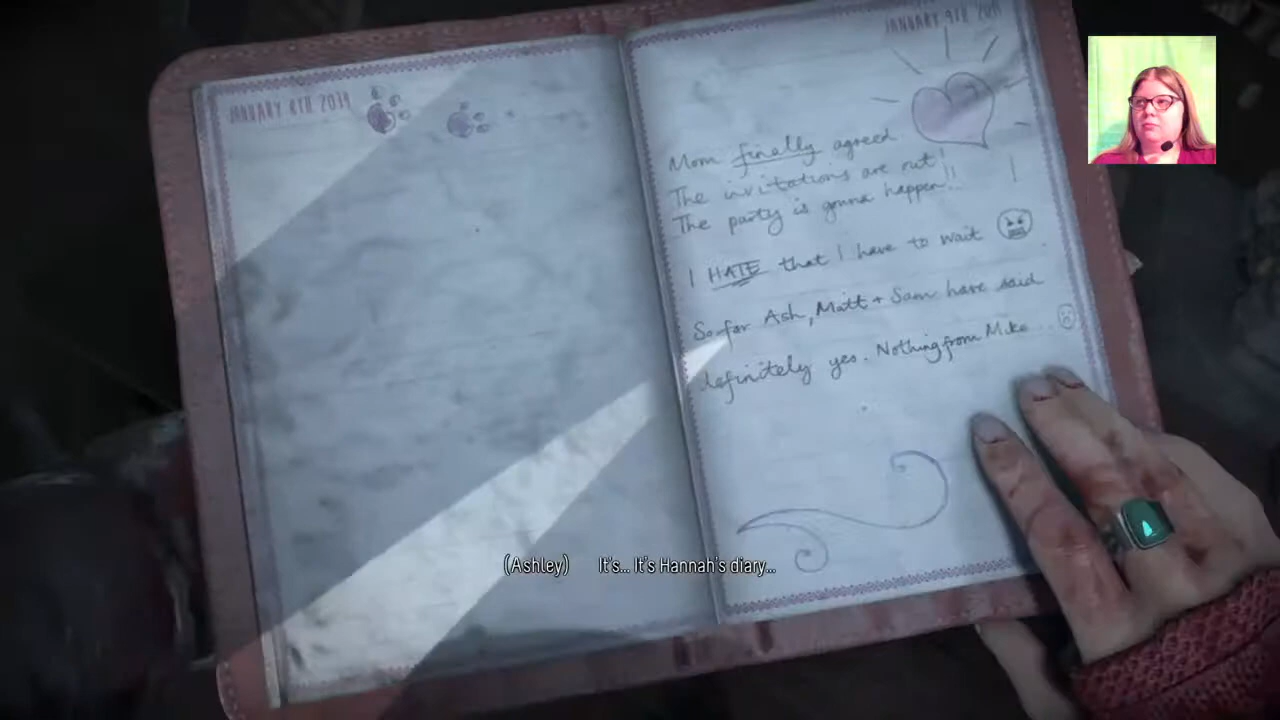 JANUARY 8TH 2014
JANUARY 9TH
Mom finally agreed
The invitations are out!
The party is gonna happen!!
I HATE that I have to wait
So far Ash, Matt + Sam have said
definitely yes. Nothing from Mike...
(Ashley) It's... It's Hannah's diary...